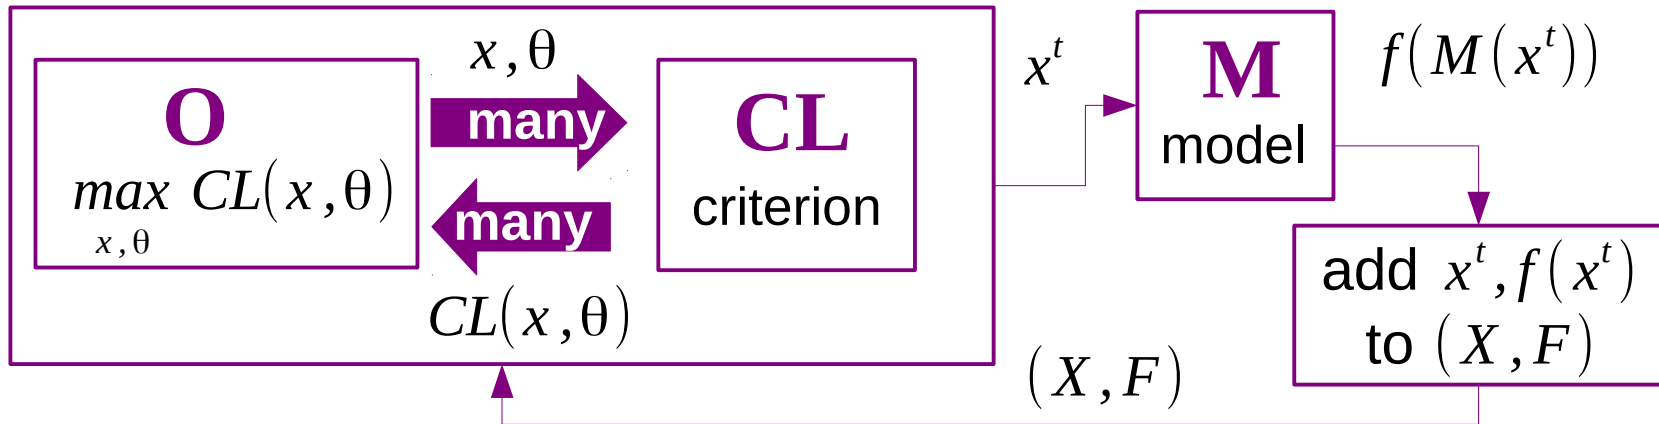 O
max CL(x,θ)
x,θ
x,θ
many
many
CL(x,θ)
CL
criterion
x^t
M
model
f(M(x^t))
add x^t,f(x^t)
to (X,F)
(X,F)